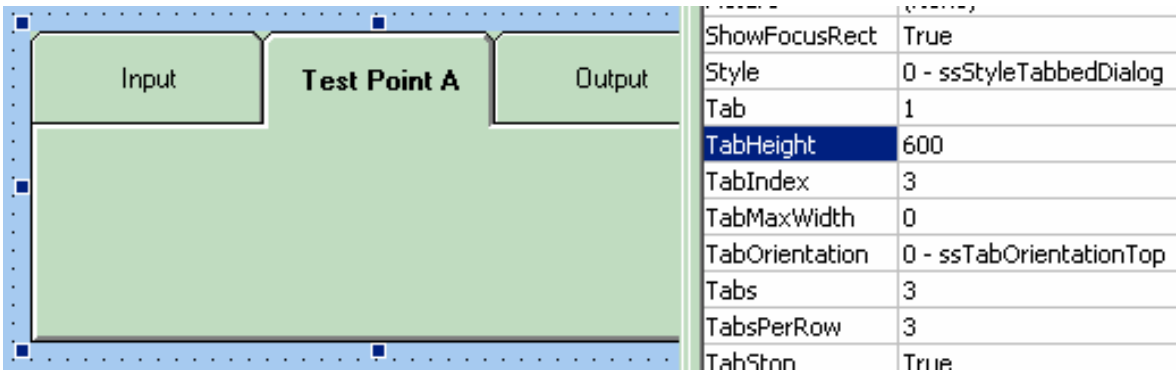 Input
Test Point A
Output
ShowFocusRect True
Style 0 - ssStyleTabbedDialog
Tab 1
TabHeight 600
TabIndex 3
TabMaxWidth 0
TabOrientation 0 - ssTabOrientationTop
Tabs 3
TabsPerRow 3
TabStop True